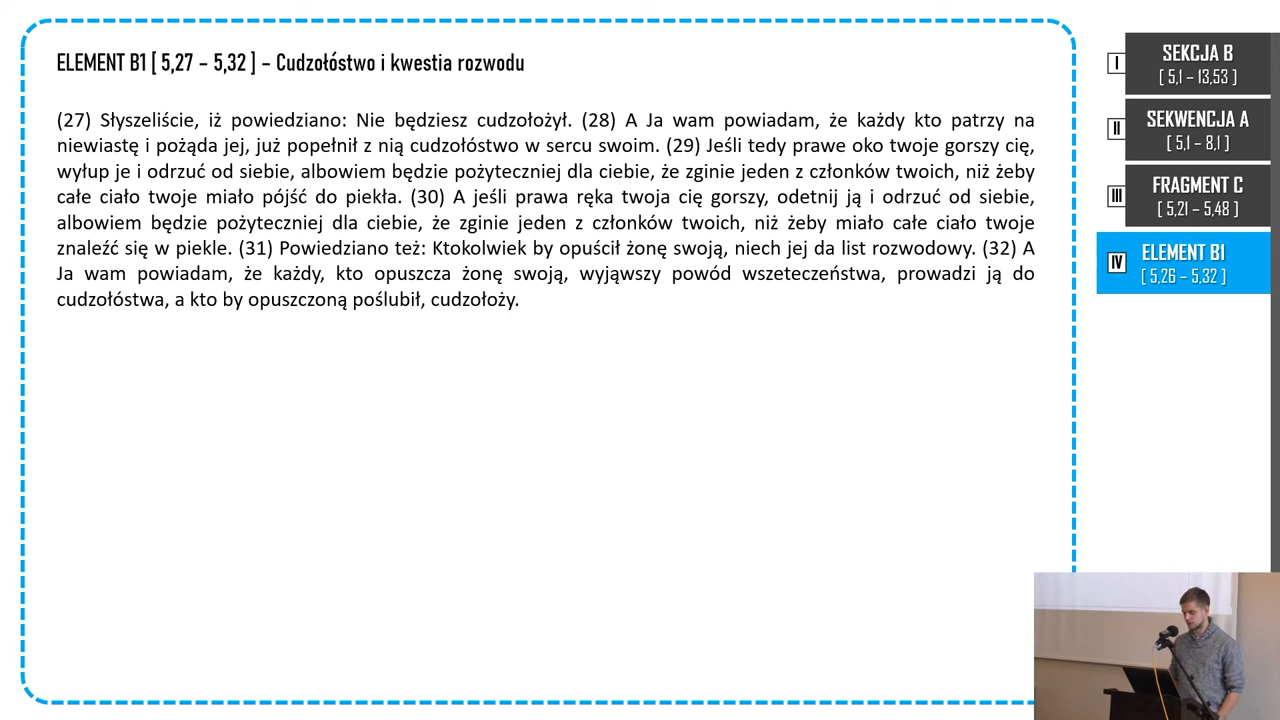 ELEMENT B1 [ 5,27 – 5,32 ] – Cudzołóstwo i kwestia rozwodu
(27) Słyszeliście, iż powiedziano: Nie będziesz cudzołożył. (28) A Ja wam powiadam, że każdy kto patrzy na
niewiastę i pożąda jej, już popełnił z nią cudzołóstwo w sercu swoim. (29) Jeśli tedy prawe oko twoje gorszy cię,
wyłup je i odrzuć od siebie, albowiem będzie pożyteczniej dla ciebie, że zginie jeden z członków twoich, niż żeby
całe ciało twoje miało pójść do piekła. (30) A jeśli prawa ręka twoja cię gorszy, odetnij ją i odrzuć od siebie,
albowiem będzie pożyteczniej dla ciebie, że zginie jeden z członków twoich, niż żeby miało całe ciało twoje
znaleźć się w piekle. (31) Powiedziano też: Ktokolwiek by opuścił żonę swoją, niech jej da list rozwodowy. (32) A
Ja wam powiadam, że każdy, kto opuszcza żonę swoją, wyjąwszy powód wszeteczeństwa, prowadzi ją do
cudzołóstwa, a kto by opuszczoną poślubił, cudzołoży.
I
SEKCJA B
[ 5,1 – 13,53 ]
II
SEKWENCJA A
[ 5,1 – 8,1 ]
III
FRAGMENT C
[ 5,21 – 5,48 ]
IV
ELEMENT B1
[ 5,26 – 5,32 ]